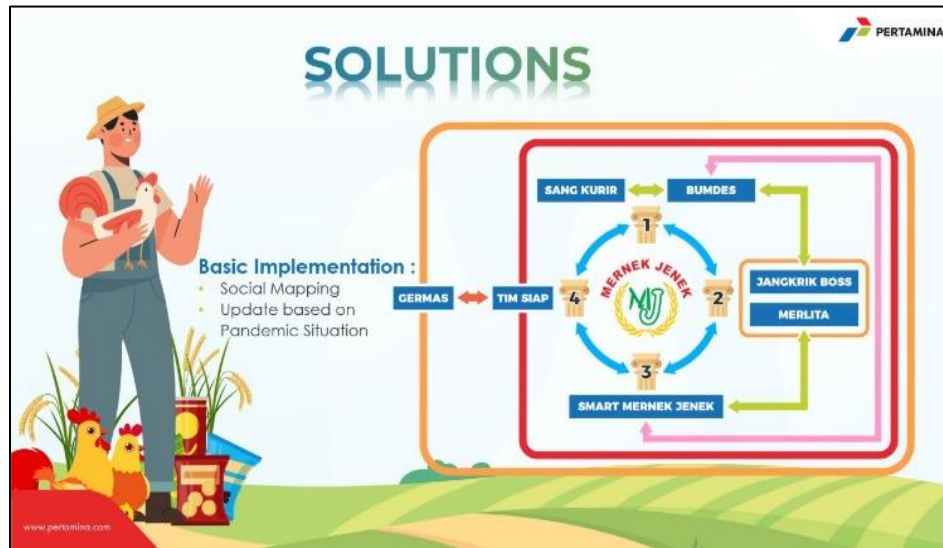 PERTAMINA
SOLUTIONS
SANG KURIR
BUMDES
1
MERNEK JENEK
MJ
Basic Implementation :
• Social Mapping
• Update based on
Pandemic Situation
GERMAS
TIM SIAP
4
2
JANGKRIK BOSS
MERLITA
3
SMART MERNEK JENEK
www.pertamina.com